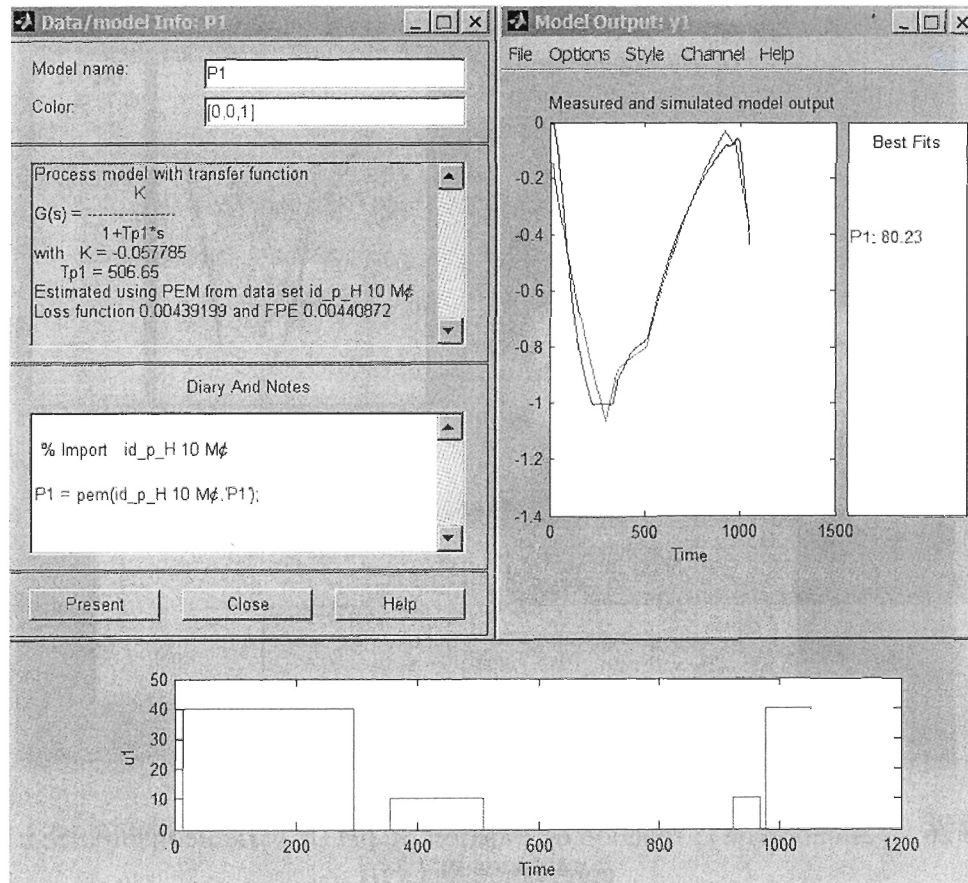 Data/model Info: P1
Model name:
P1
Color:
[0,0,1]
Process model with transfer function
K
G(s) = ------------------
1+Tp1*s
with K = -0.057785
Tp1 = 506.65
Estimated using PEM from data set id_p_H 10 M¢
Loss function 0.00439199 and FPE 0.00440872
Diary And Notes
% Import id_p_H 10 M¢
P1 = pem(id_p_H 10 M¢,'P1');
Present Close Help
Model Output: y1
File Options Style Channel Help
Measured and simulated model output
0
-0.2
-0.4
-0.6
-0.8
-1
-1.2
-1.4
0 500 1000 1500
Time
Best Fits
P1: 80.23
50
40
30
20
10
0
u1
0 200 400 600 800 1000 1200
Time